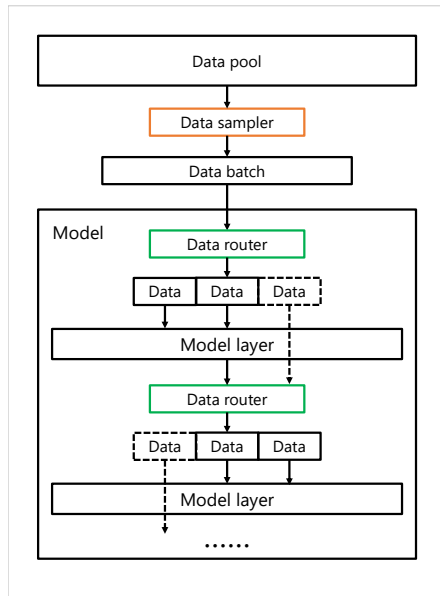 Data pool
Data sampler
Data batch
Model
Data router
Data Data Data
Model layer
Data router
Data Data Data
Model layer
......